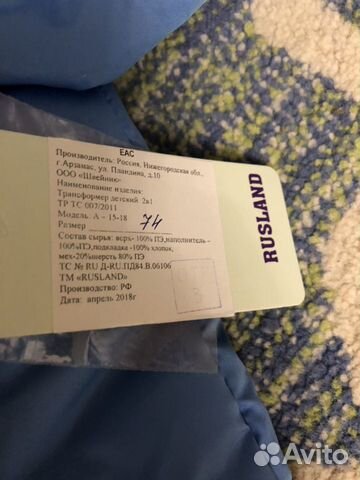 EAC
Производитель: Россия. Нижегородская обл.,
г Арзамас, ул. Пландина, д.10
ООО «Швейник»
Наименование изделия:
Трансформер детский 2в1
ТР ТС 007/2011
Модель. А – 15-18
Размер 74
Состав сырья: верх- 100% ПЭ,наполнитель –
100%ПЭ,подкладке -100% хлопок,
мех-20%шерсть 80% ПЭ
ТС № RU Д-RU.ПД84.В.06106
ТМ «RUSLAND»
Производство: РФ
Дата: апрель 2018г
RUSLAND
Avito